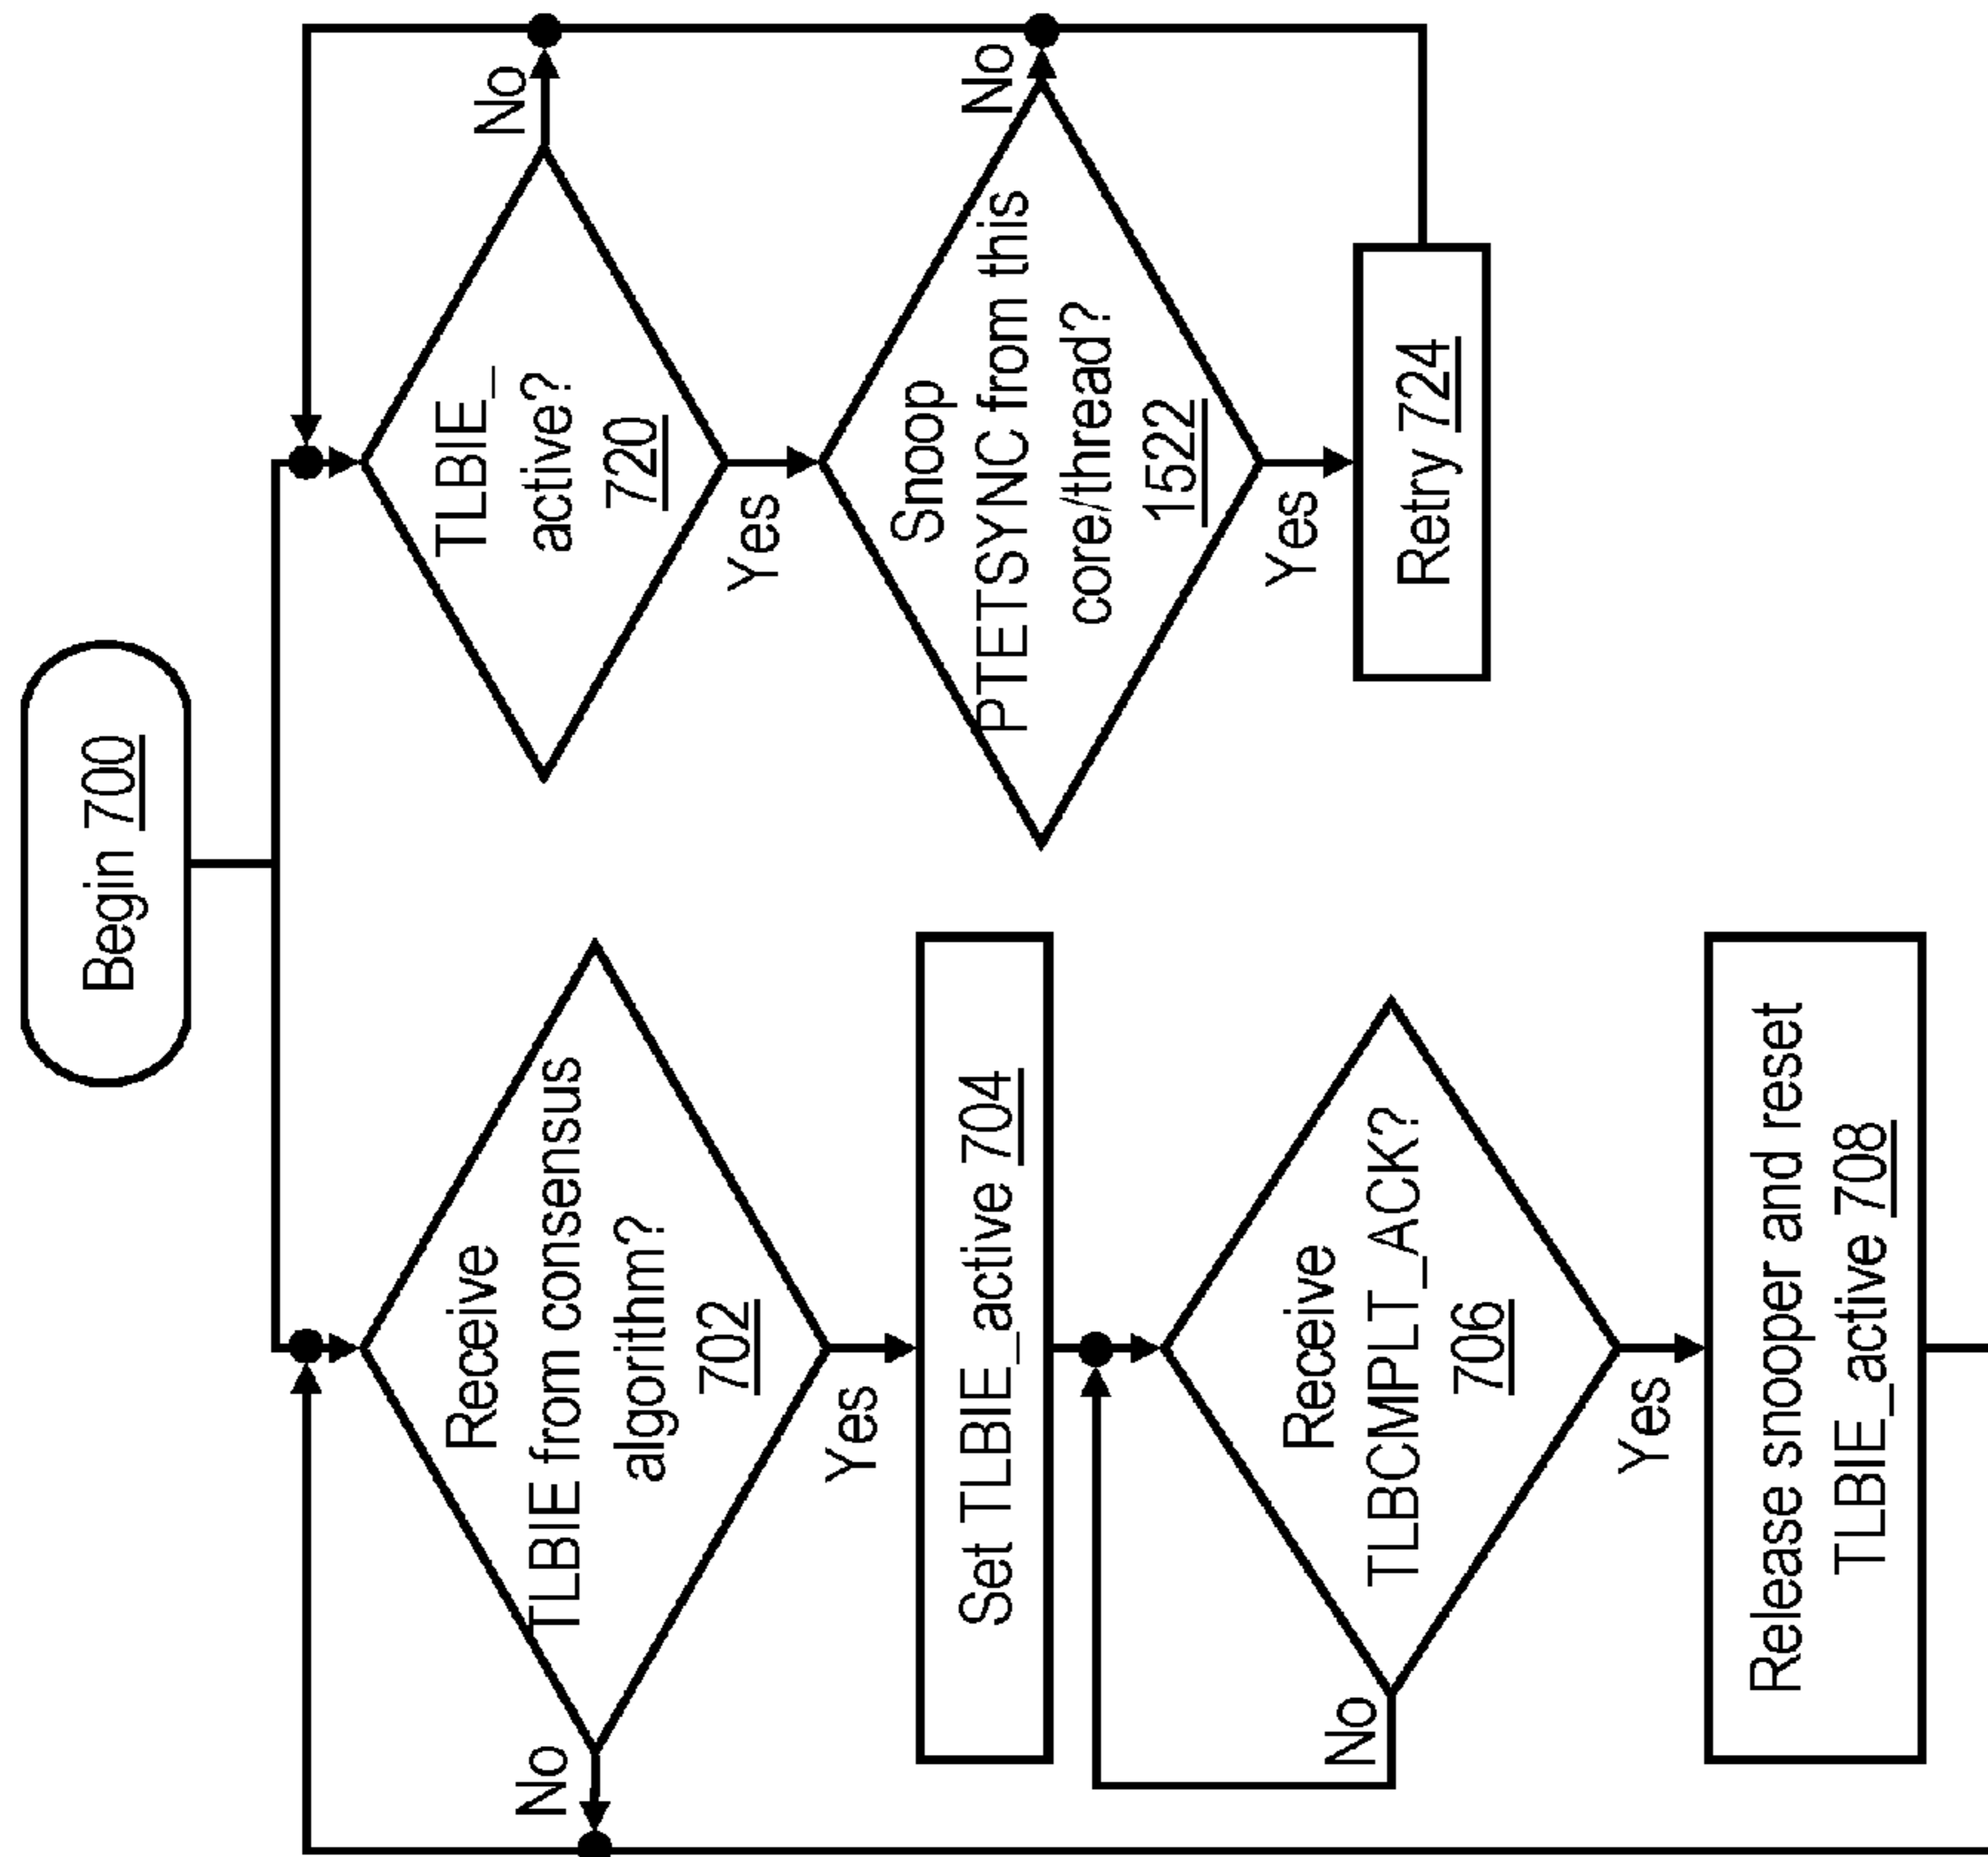 Begin 700
Receive
TLBIE from consensus
algorithm?
702
No
Yes
Set TLBIE_active 704
Receive
TLBCMPLT_ACK?
706
No
Yes
Release snooper and reset
TLBIE_active 708
TLBIE_
active?
720
No
Yes
Snoop
PTETSYNC from this
core/thread?
1522
No
Yes
Retry 724